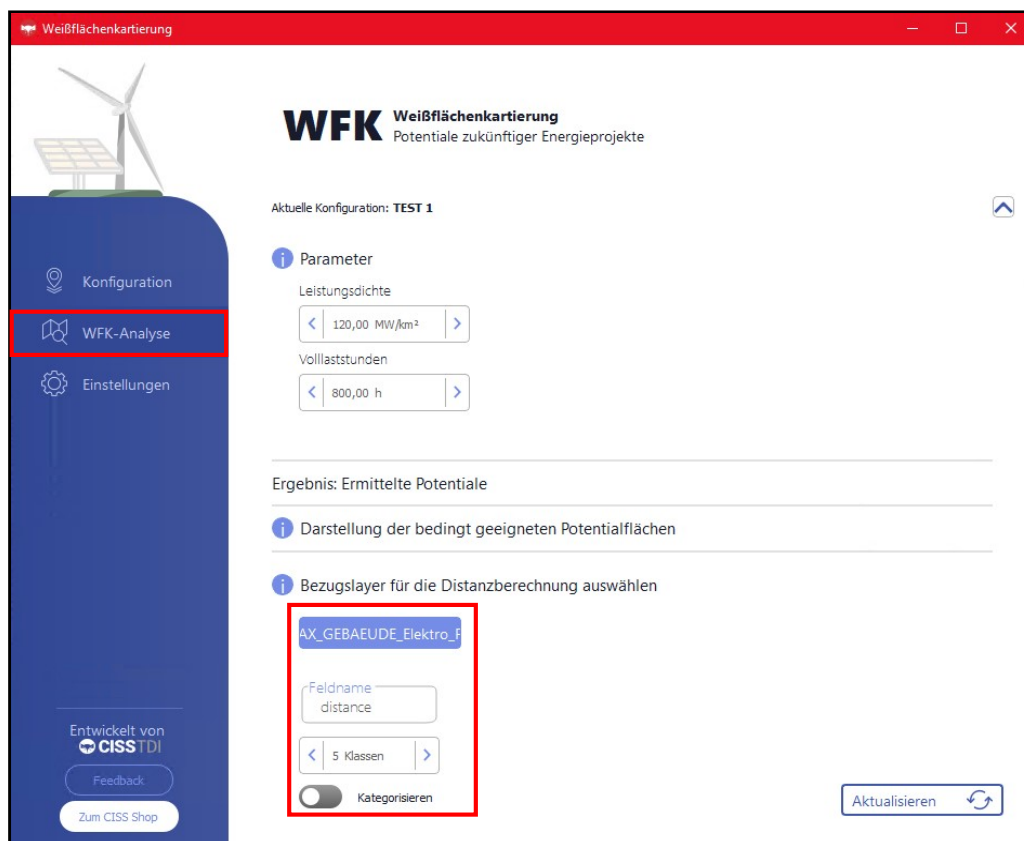 Weißflächenkartierung
WFK Weißflächenkartierung
Potentiale zukünftiger Energieprojekte
Aktuelle Konfiguration: TEST 1
Konfiguration
WFK-Analyse
Einstellungen
i Parameter
Leistungsdichte
120,00 MW/km²
Volllaststunden
800,00 h
Ergebnis: Ermittelte Potentiale
i Darstellung der bedingt geeigneten Potentialflächen
i Bezugslayer für die Distanzberechnung auswählen
AX_GEBAEUDE_Elektro_F
Feldname
distance
5 Klassen
Kategorisieren
Aktualisieren
Entwickelt von
CISSTDI
Feedback
Zum CISS Shop